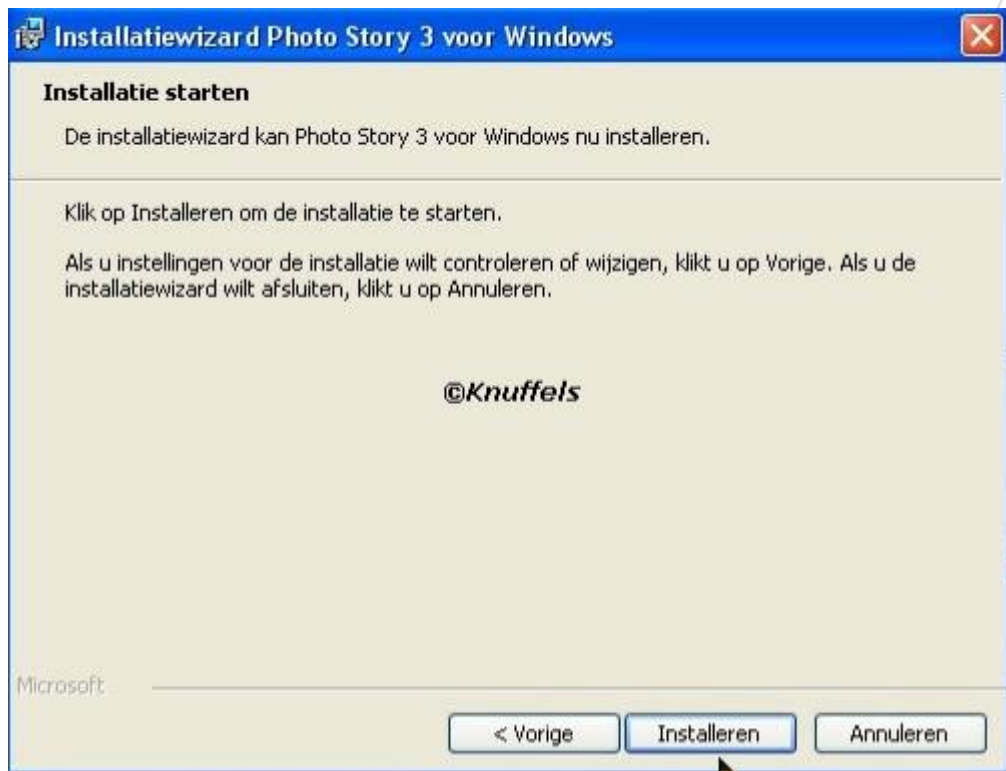 Installatiewizard Photo Story 3 voor Windows
Installatie starten
De installatiewizard kan Photo Story 3 voor Windows nu installeren.
Klik op Installeren om de installatie te starten.
Als u instellingen voor de installatie wilt controleren of wijzigen, klikt u op Vorige. Als u de
installatiewizard wilt afsluiten, klikt u op Annuleren.
©Knuffels
Microsoft
< Vorige
Installeren
Annuleren